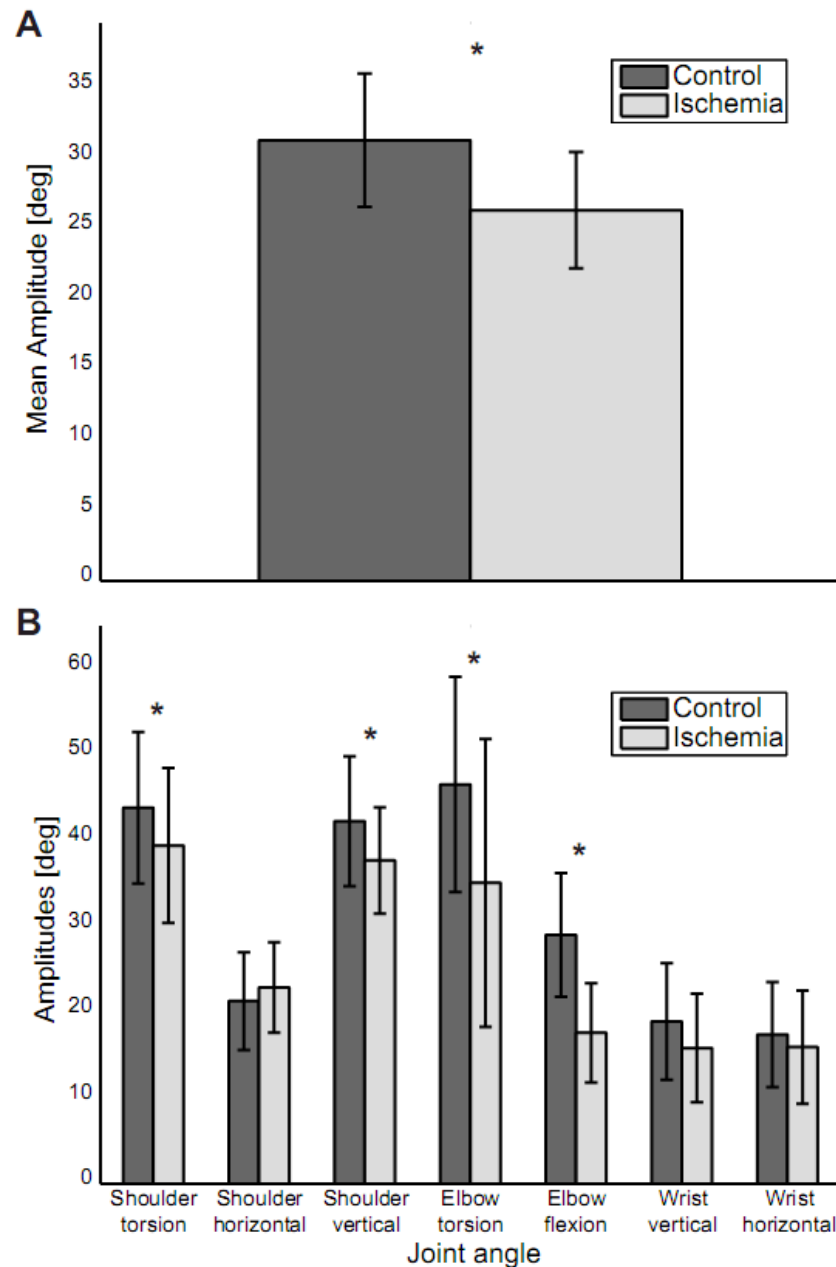 A
*
Control
Ischemia
Mean Amplitude [deg]
35
30
25
20
15
10
5
0
B
*
*
*
*
Control
Ischemia
Amplitudes [deg]
60
50
40
30
20
10
0
Shoulder torsion
Shoulder horizontal
Shoulder vertical
Elbow torsion
Elbow flexion
Wrist vertical
Wrist horizontal
Joint angle